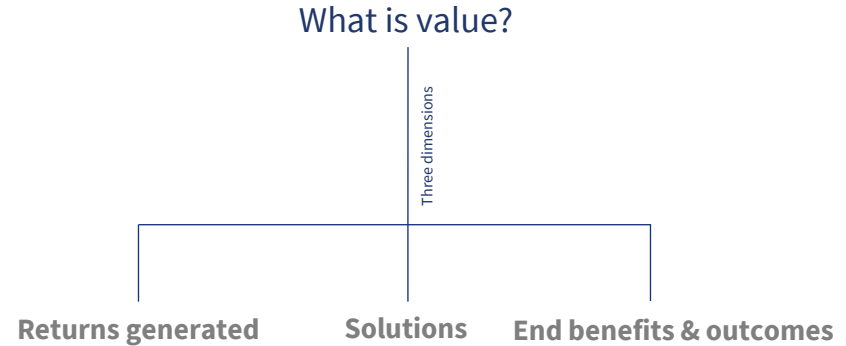 What is value?
Three dimensions
Returns generated
Solutions
End benefits & outcomes